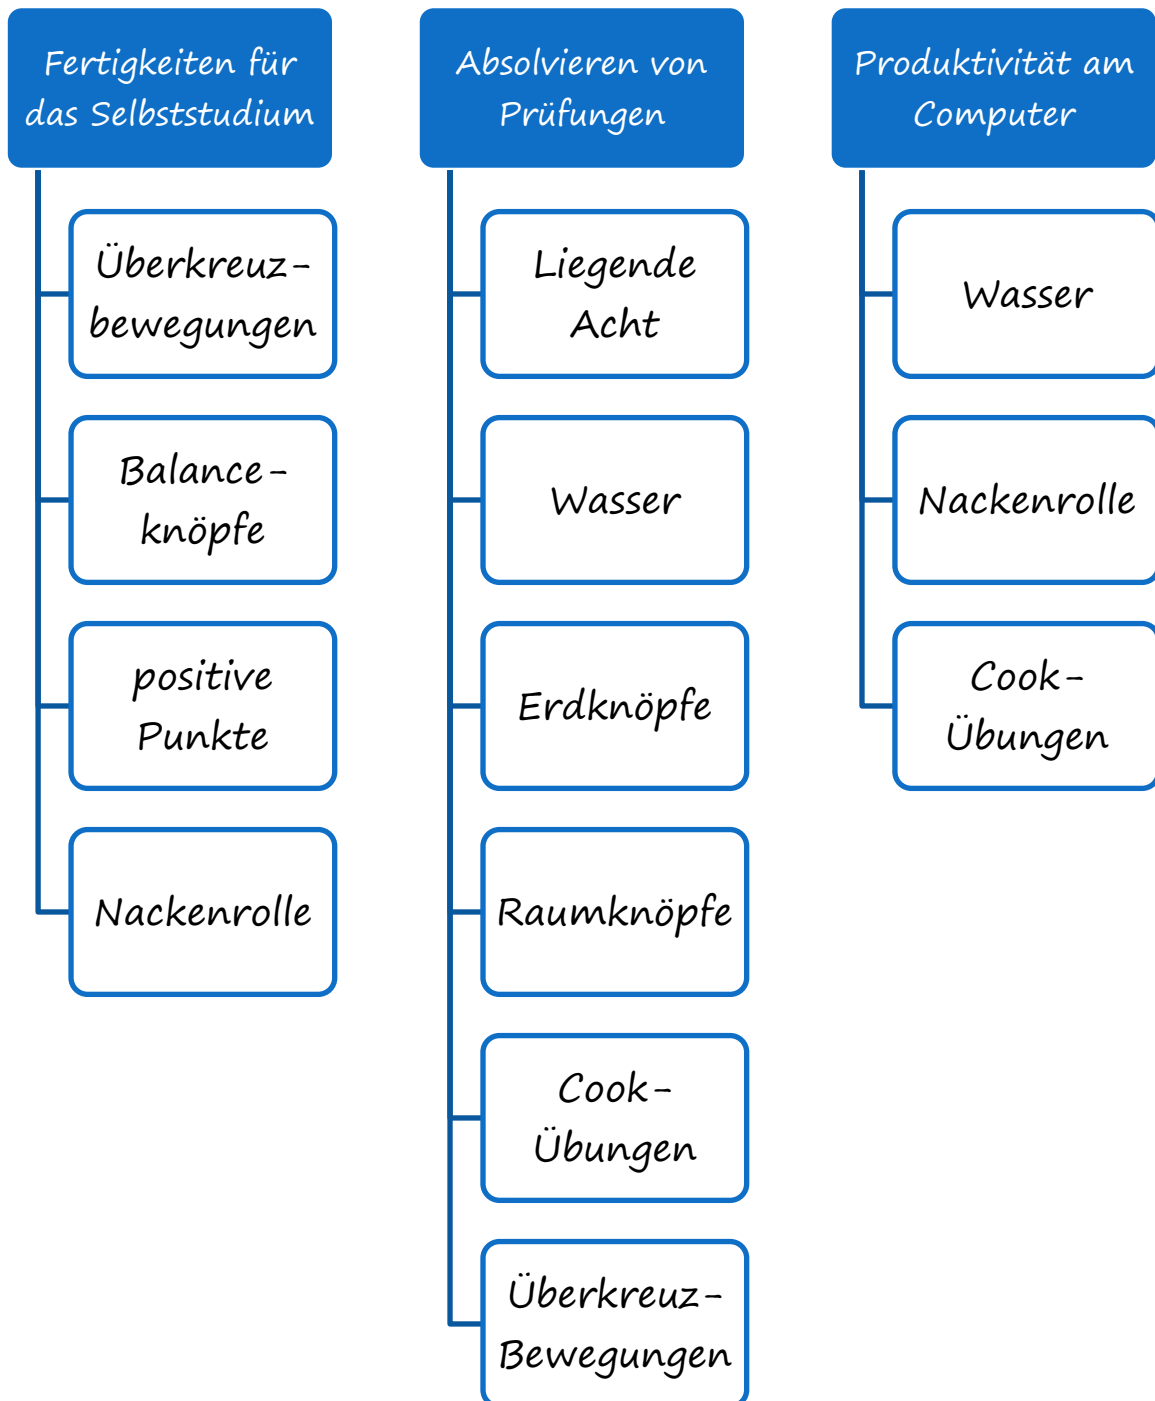 Fertigkeiten für
das Selbststudium
Überkreuz-
bewegungen
Balance-
knöpfe
positive
Punkte
Nackenrolle
Absolvieren von
Prüfungen
Liegende
Acht
Wasser
Erdknöpfe
Raumknöpfe
Cook-
Übungen
Überkreuz-
Bewegungen
Produktivität am
Computer
Wasser
Nackenrolle
Cook-
Übungen